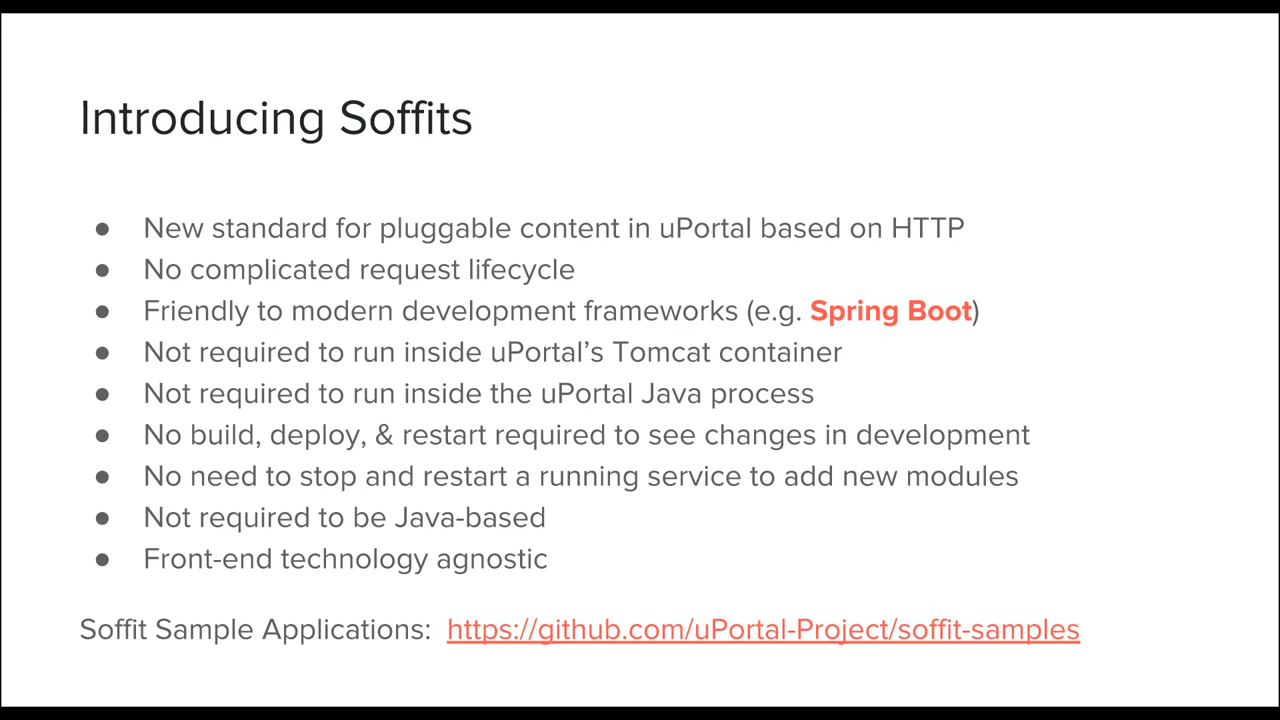 Introducing Soffits
● New standard for pluggable content in uPortal based on HTTP
● No complicated request lifecycle
● Friendly to modern development frameworks (e.g. Spring Boot)
● Not required to run inside uPortal’s Tomcat container
● Not required to run inside the uPortal Java process
● No build, deploy, & restart required to see changes in development
● No need to stop and restart a running service to add new modules
● Not required to be Java-based
● Front-end technology agnostic
Soffit Sample Applications: https://github.com/uPortal-Project/soffit-samples